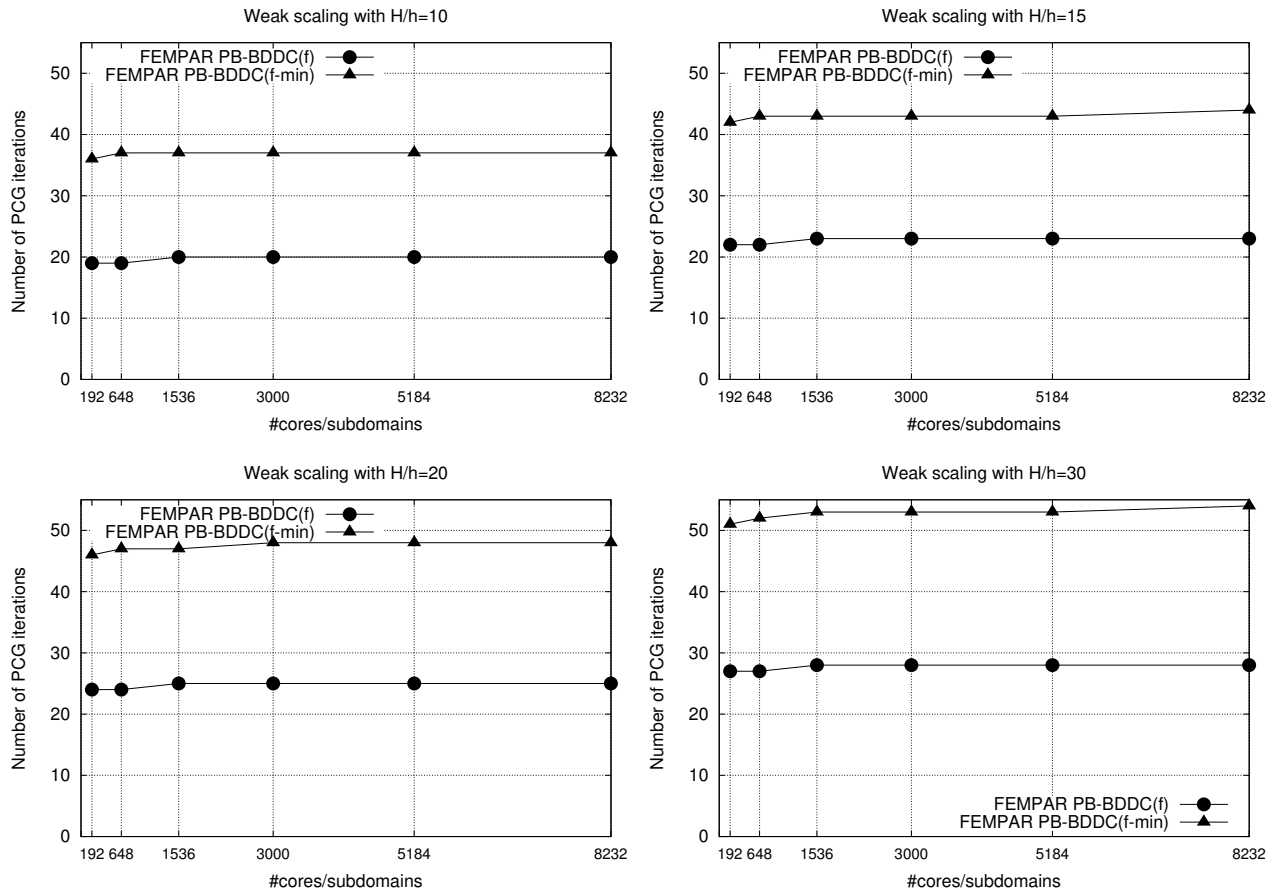 Weak scaling with H/h=10
FEMPAR PB-BDDC(f)
FEMPAR PB-BDDC(f-min)
Number of PCG iterations
50
40
30
20
10
0
192 648 1536 3000 5184 8232
#cores/subdomains
Weak scaling with H/h=15
FEMPAR PB-BDDC(f)
FEMPAR PB-BDDC(f-min)
Number of PCG iterations
50
40
30
20
10
0
192 648 1536 3000 5184 8232
#cores/subdomains
Weak scaling with H/h=20
FEMPAR PB-BDDC(f)
FEMPAR PB-BDDC(f-min)
Number of PCG iterations
50
40
30
20
10
0
192 648 1536 3000 5184 8232
#cores/subdomains
Weak scaling with H/h=30
Number of PCG iterations
50
40
30
20
10
0
FEMPAR PB-BDDC(f)
FEMPAR PB-BDDC(f-min)
192 648 1536 3000 5184 8232
#cores/subdomains